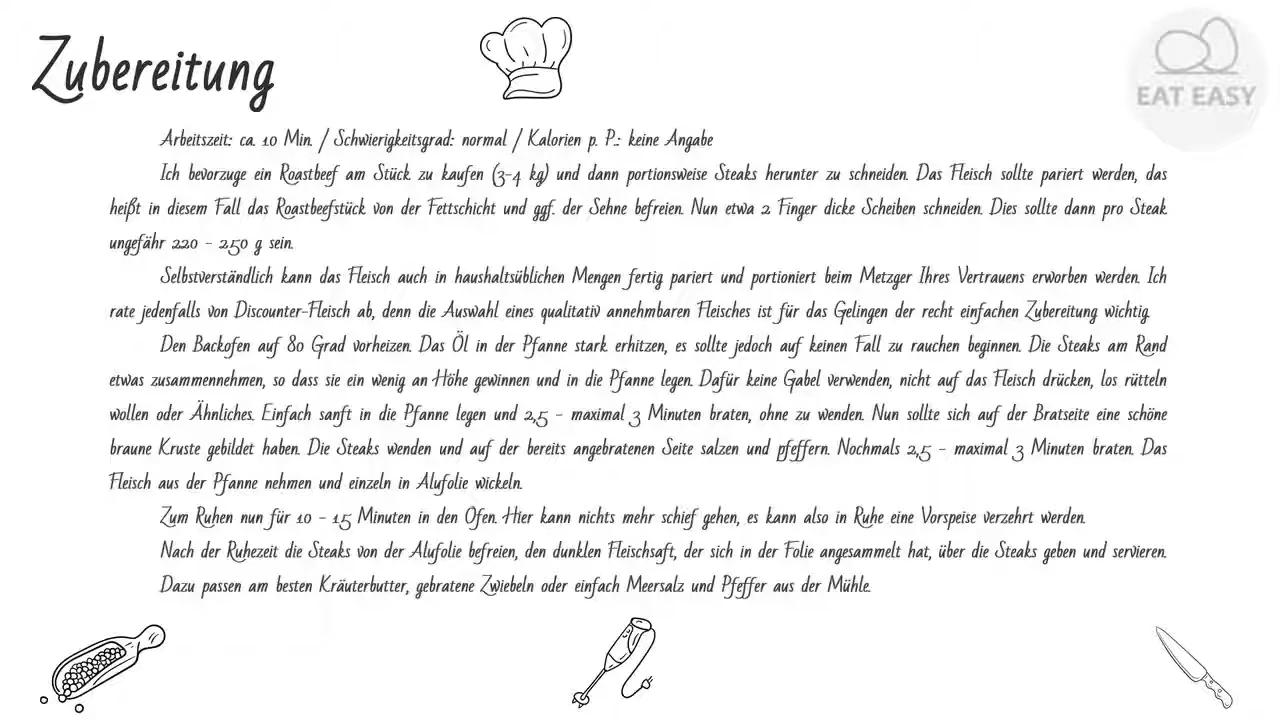 Zubereitung
EAT EASY
Arbeitszeit: ca. 10 Min. / Schwierigkeitsgrad: normal / Kalorien p. P.: keine Angabe
Ich bevorzuge ein Roastbeef am Stück zu kaufen (3-4 kg) und dann portionsweise Steaks herunter zu schneiden. Das Fleisch sollte pariert werden, das
heißt in diesem Fall das Roastbeefstück von der Fettschicht und ggf. der Sehne befreien. Nun etwa 2 Finger dicke Scheiben schneiden. Dies sollte dann pro Steak
ungefähr 220 - 250 g sein.
Selbstverständlich kann das Fleisch auch in haushaltsüblichen Mengen fertig pariert und portioniert beim Metzger Ihres Vertrauens erworben werden. Ich
rate jedenfalls von Discounter-Fleisch ab, denn die Auswahl eines qualitativ annehmbaren Fleisches ist für das Gelingen der recht einfachen Zubereitung wichtig.
Den Backofen auf 80 Grad vorheizen. Das Öl in der Pfanne stark erhitzen, es sollte jedoch auf keinen Fall zu rauchen beginnen. Die Steaks am Rand
etwas zusammennehmen, so dass sie ein wenig an Höhe gewinnen und in die Pfanne legen. Dafür keine Gabel verwenden, nicht auf das Fleisch drücken, los rütteln
wollen oder Ähnliches. Einfach sanft in die Pfanne legen und 2,5 - maximal 3 Minuten braten, ohne zu wenden. Nun sollte sich auf der Bratseite eine schöne
braune Kruste gebildet haben. Die Steaks wenden und auf der bereits angebratenen Seite salzen und pfeffern. Nochmals 2,5 - maximal 3 Minuten braten. Das
Fleisch aus der Pfanne nehmen und einzeln in Alufolie wickeln.
Zum Ruhen nun für 10 - 15 Minuten in den Ofen. Hier kann nichts mehr schief gehen, es kann also in Ruhe eine Vorspeise verzehrt werden.
Nach der Ruhezeit die Steaks von der Alufolie befreien, den dunklen Fleischsaft, der sich in der Folie angesammelt hat, über die Steaks geben und servieren.
Dazu passen am besten Kräuterbutter, gebratene Zwiebeln oder einfach Meersalz und Pfeffer aus der Mühle.